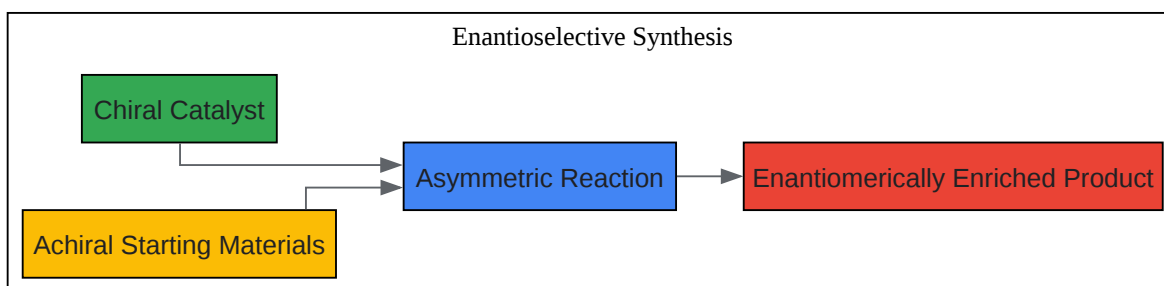 Enantioselective Synthesis
Chiral Catalyst
Asymmetric Reaction
Enantiomerically Enriched Product
Achiral Starting Materials